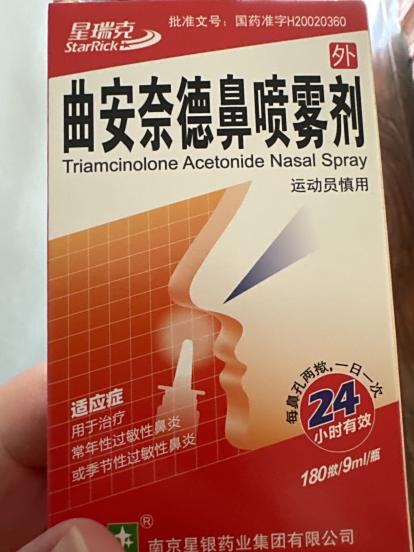 星瑞克
StarRick
批准文号：国药准字H20020360
外
曲安奈德鼻喷雾剂
Triamcinolone Acetonide Nasal Spray
运动员慎用
每鼻孔两揿，一日一次
24
小时有效
适应症
用于治疗
常年性过敏性鼻炎
或季节性过敏性鼻炎
180揿/9ml/瓶
®
南京星银药业集团有限公司